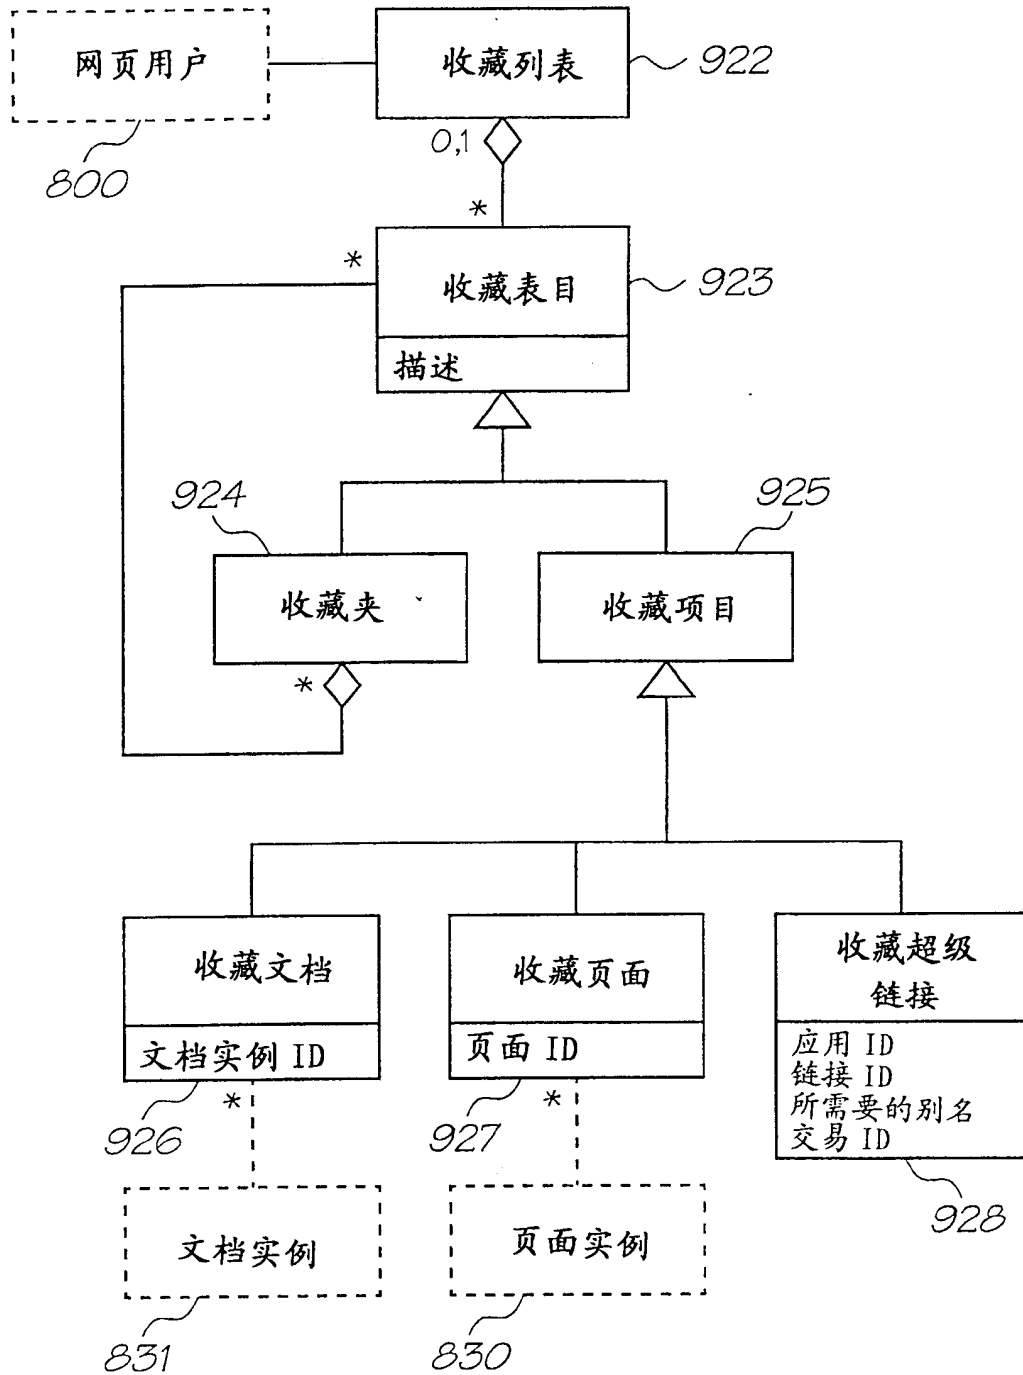 网页用户
收藏列表
922
800
0,1
*
*
收藏表目
923
描述
924
925
收藏夹
收藏项目
*
收藏文档
收藏页面
收藏超级
链接
文档实例 ID
页面 ID
应用 ID
链接 ID
所需要的别名
交易 ID
*
*
926
927
928
文档实例
页面实例
831
830